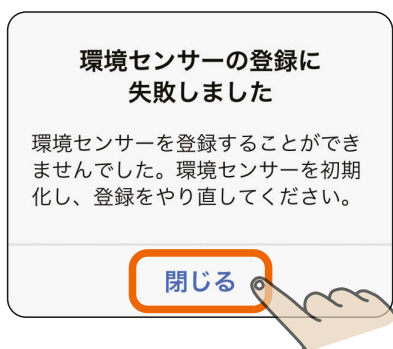 環境センサーの登録に
失敗しました
環境センサーを登録することができ
ませんでした。環境センサーを初期
化し、登録をやり直してください。
閉じる